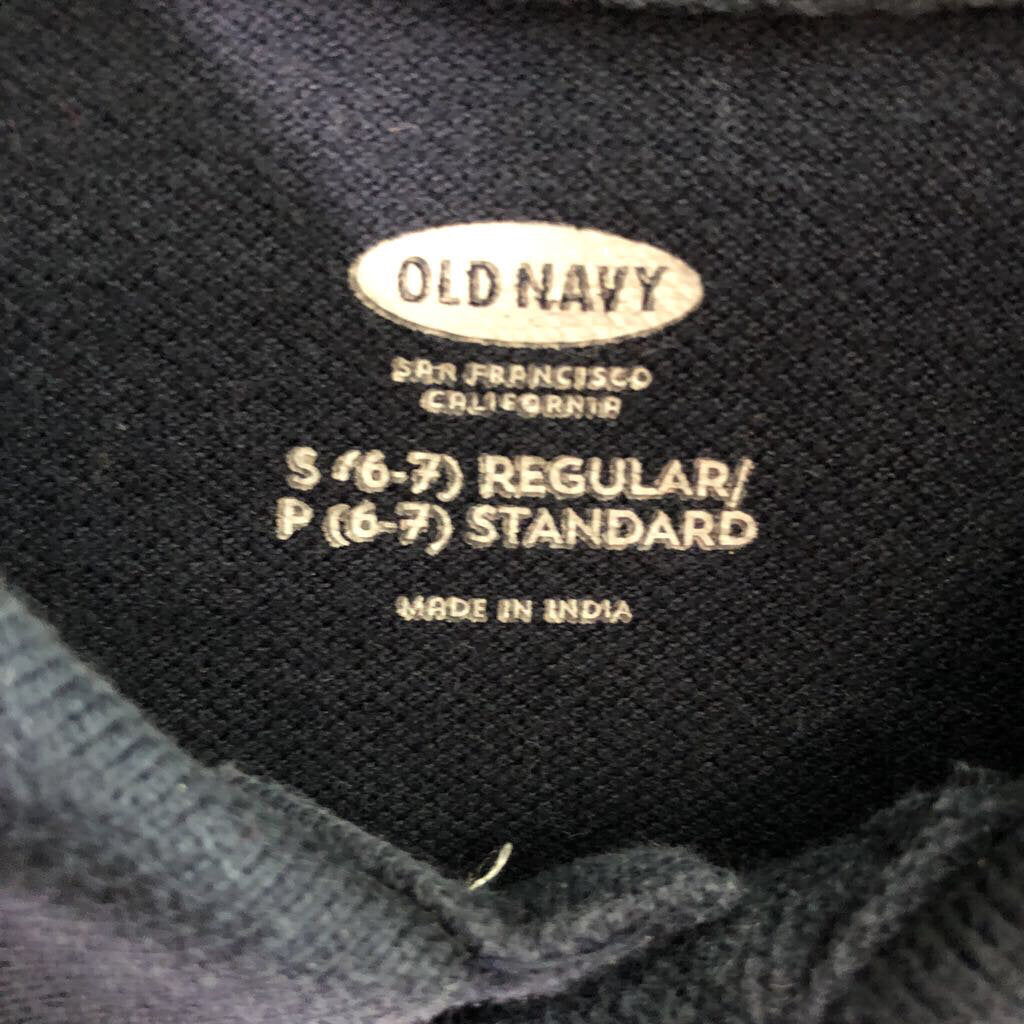 OLD NAVY
SAN FRANCISCO
CALIFORNIA
S (6-7) REGULAR/
P (6-7) STANDARD
MADE IN INDIA